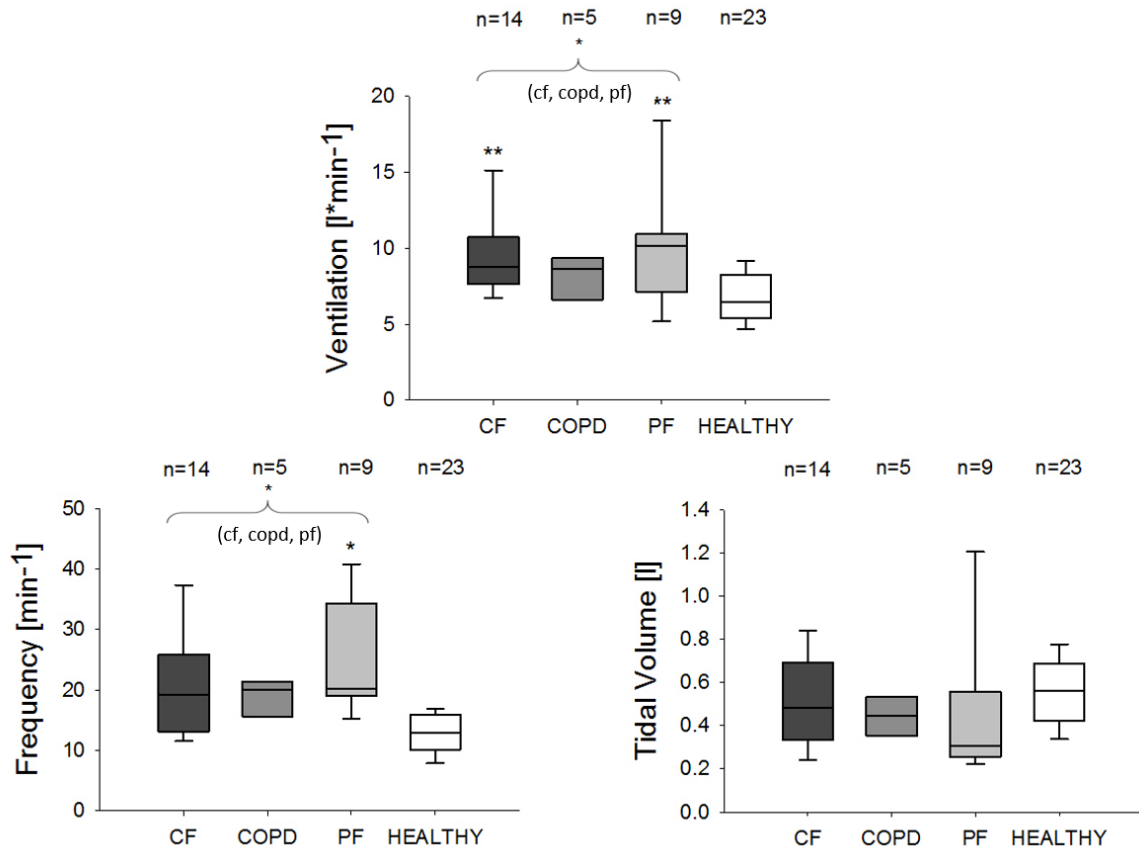 n=14 n=5 n=9 n=23
*
(cf, copd, pf)
**
**
Ventilation [l*min-1]
20
15
10
5
0
CF COPD PF HEALTHY
n=14 n=5 n=9 n=23
*
(cf, copd, pf)
*
Frequency [min-1]
50
40
30
20
10
0
CF COPD PF HEALTHY
n=14 n=5 n=9 n=23
Tidal Volume [l]
1.4
1.2
1.0
0.8
0.6
0.4
0.2
0.0
CF COPD PF HEALTHY